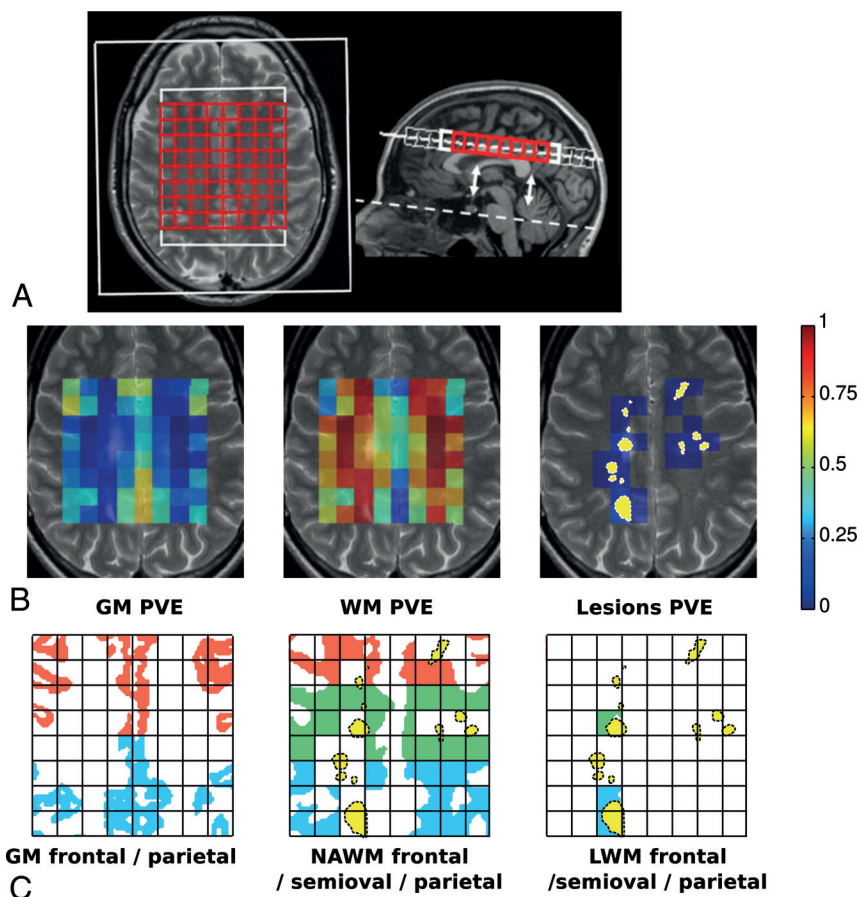 A
1
0.75
0.5
0.25
0
B
GM PVE
WM PVE
Lesions PVE
GM frontal / parietal
NAWM frontal
/ semioval / parietal
LWM frontal
/semioval / parietal
C